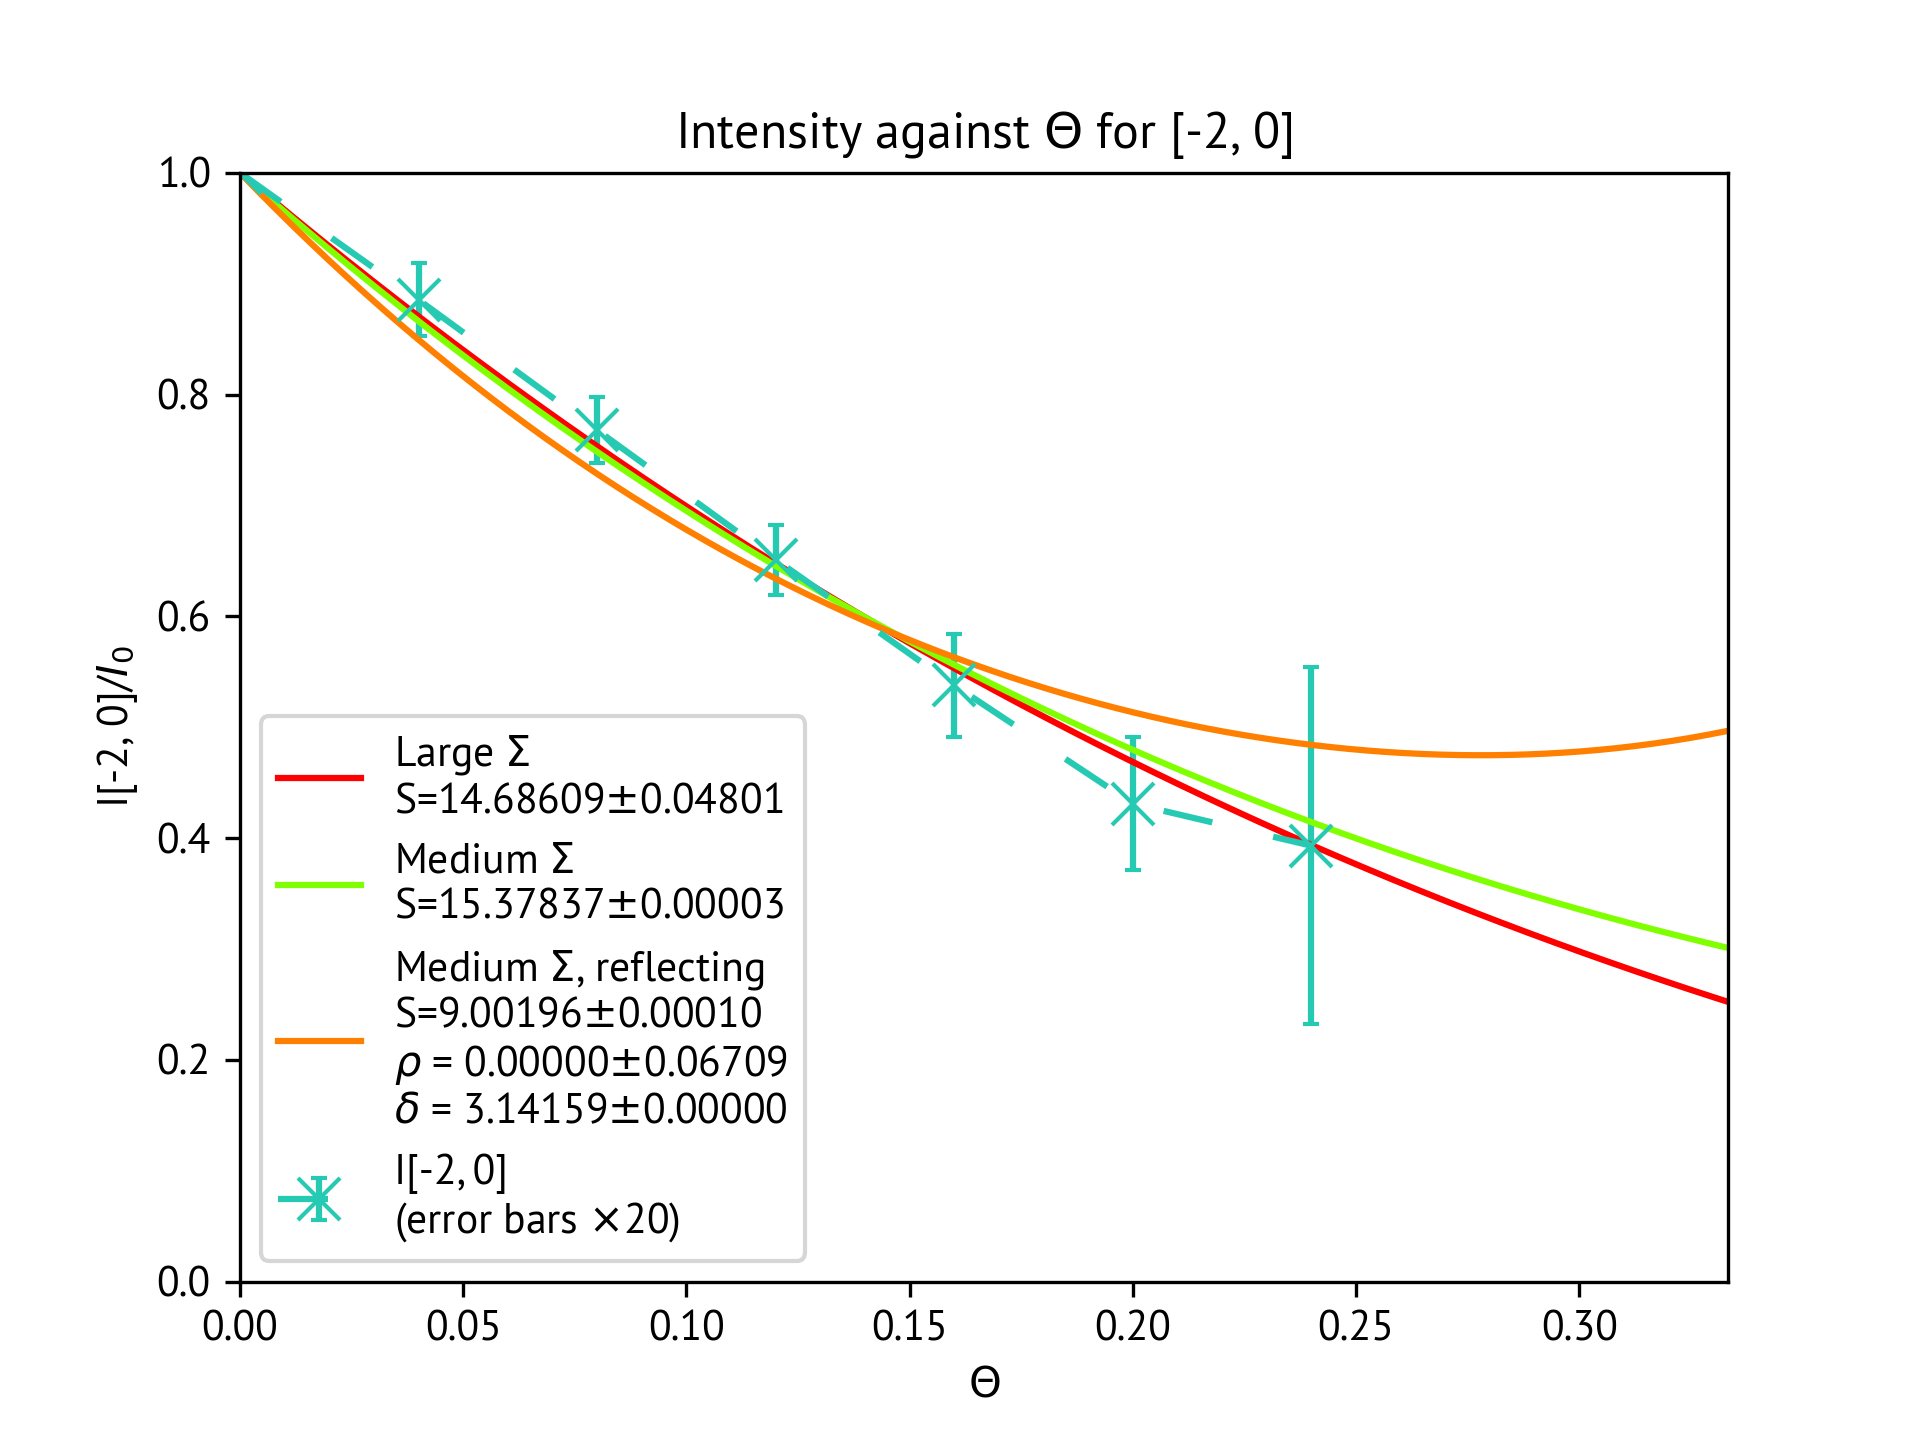 Intensity against Θ for [-2, 0]
1.0
0.8
0.6
0.4
0.2
0.0
I[-2, 0]/I₀
Large Σ
S=14.68609±0.04801
Medium Σ
S=15.37837±0.00003
Medium Σ, reflecting
S=9.00196±0.00010
ρ = 0.00000±0.06709
δ = 3.14159±0.00000
I[-2, 0]
(error bars ×20)
0.00 0.05 0.10 0.15 0.20 0.25 0.30
Θ